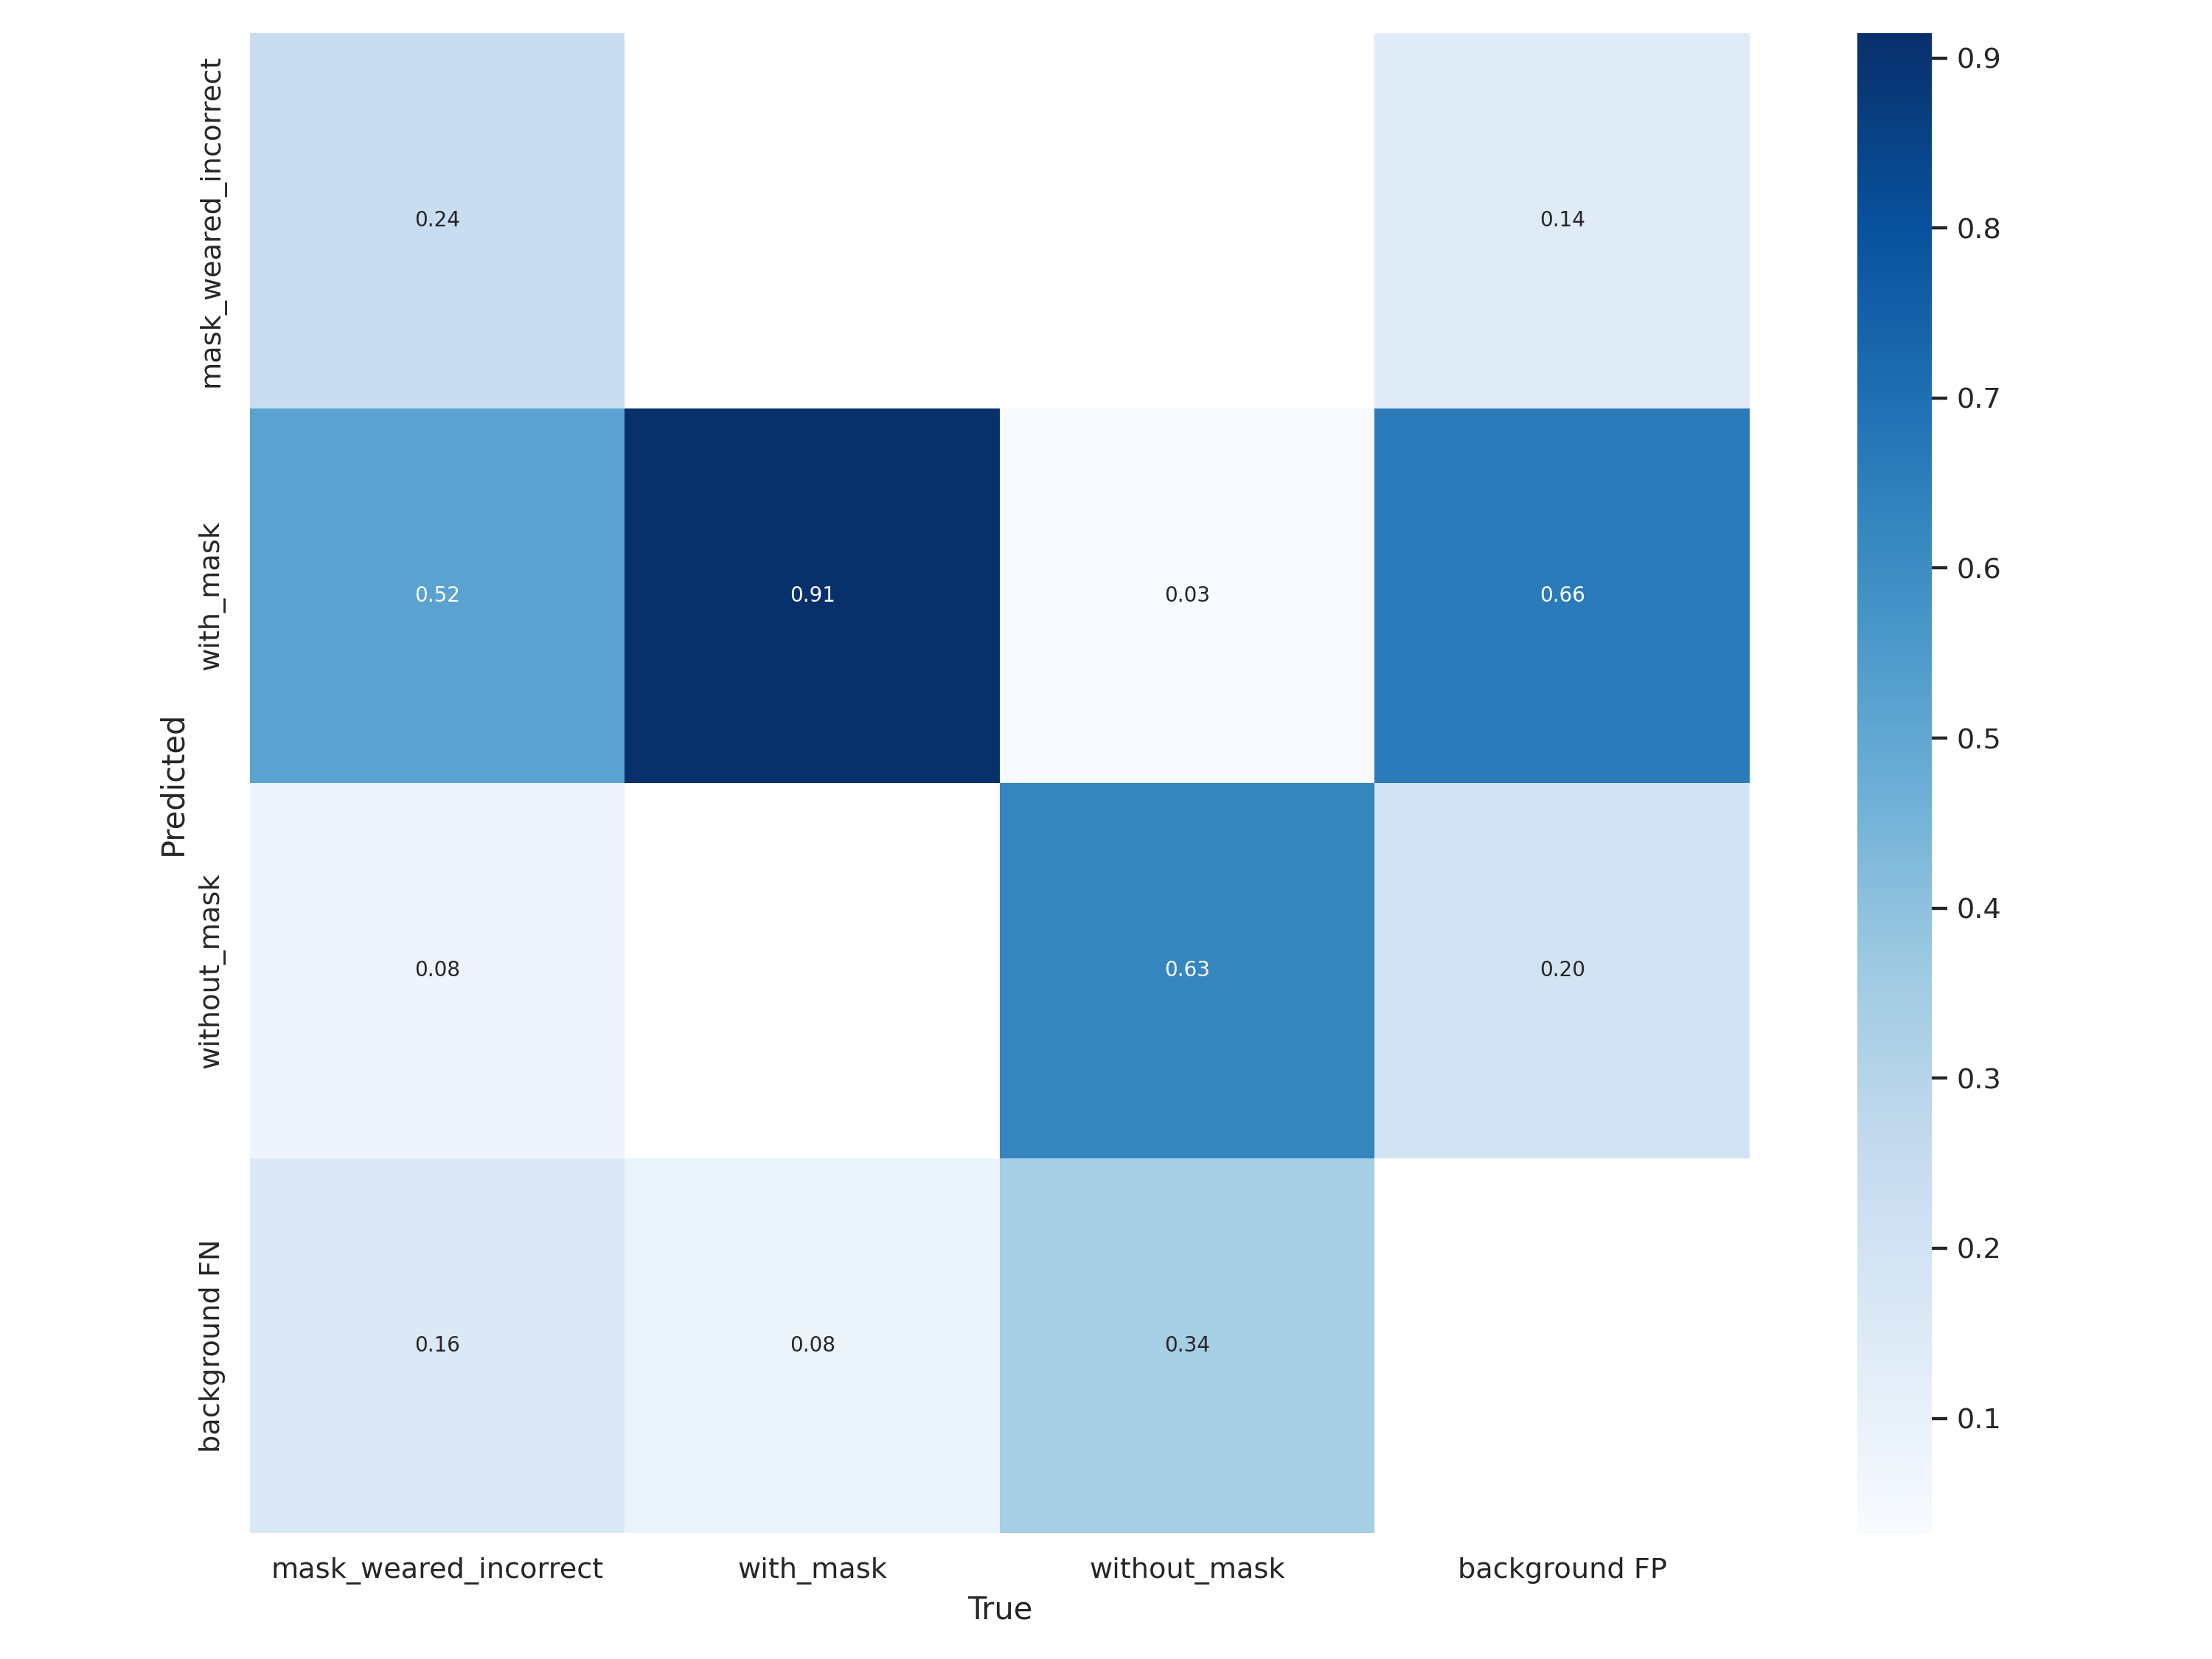 mask_weared_incorrect
0.24
0.14
with_mask
0.52
0.91
0.03
0.66
without_mask
0.08
0.63
0.20
background FN
0.16
0.08
0.34
Predicted
mask_weared_incorrect
with_mask
without_mask
background FP
True
0.9
0.8
0.7
0.6
0.5
0.4
0.3
0.2
0.1